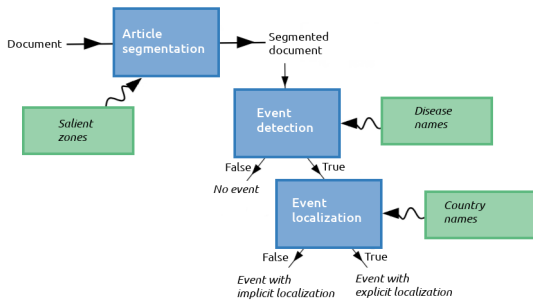 Document
Article
segmentation
Segmented
document
Salient
zones
Event
detection
Disease
names
False
True
No event
Event
localization
Country
names
False
True
Event with
implicit localization
Event with
explicit localization